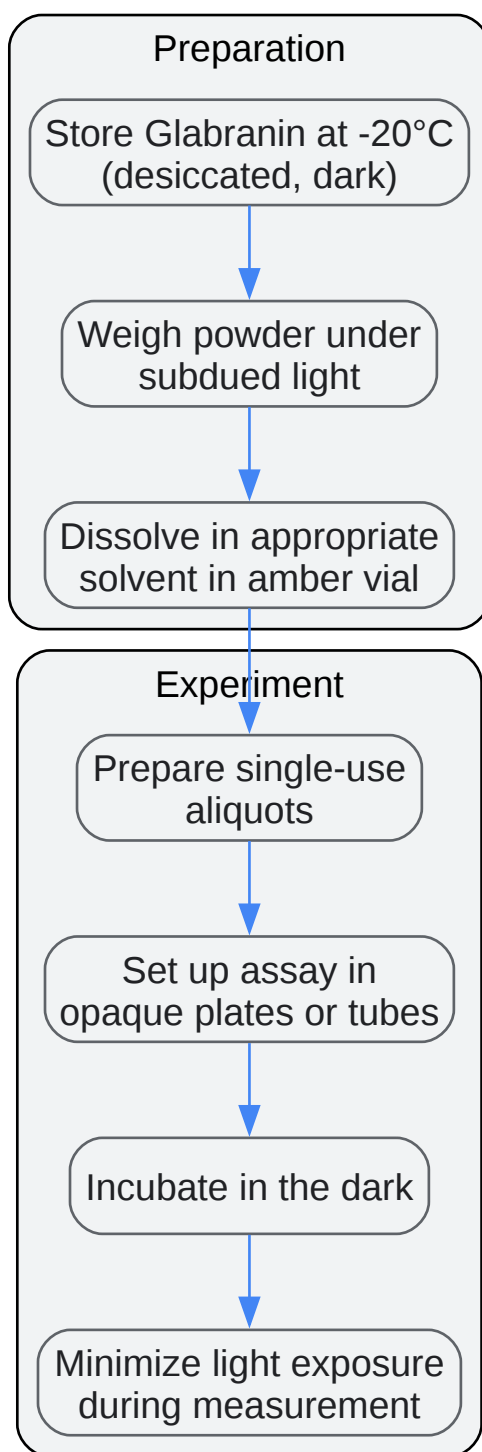 Preparation
Store Glabranin at -20°C
(desiccated, dark)
Weigh powder under
subdued light
Dissolve in appropriate
solvent in amber vial
Experiment
Prepare single-use
aliquots
Set up assay in
opaque plates or tubes
Incubate in the dark
Minimize light exposure
during measurement